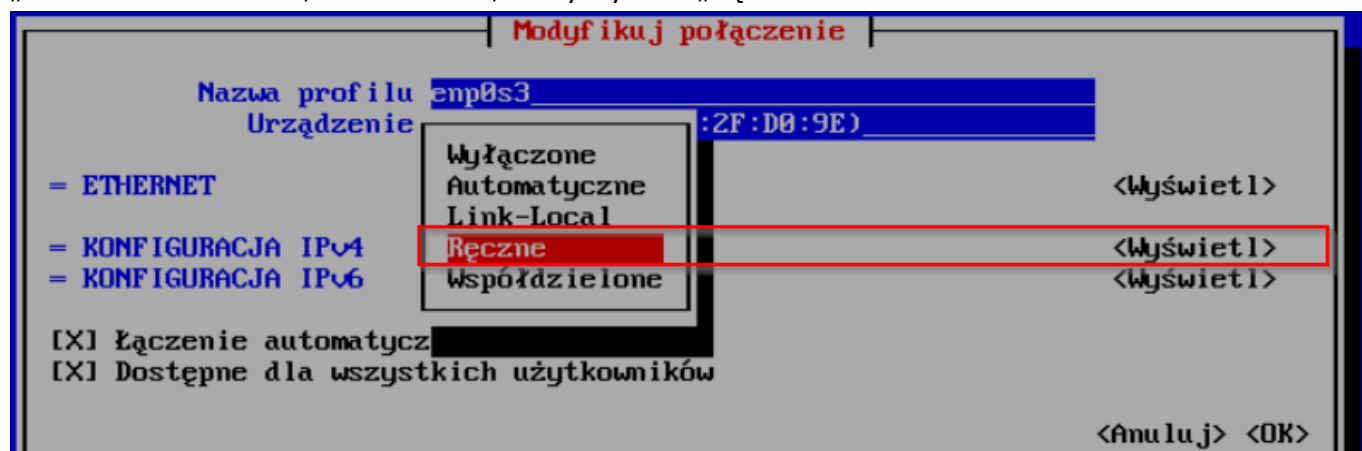 Modyfikuj połączenie
Nazwa profilu enp0s3
Urządzenie :2F:D0:9E)
Wyłączone
= ETHERNET Automatyczne <Wyświetl>
Link-Local
= KONFIGURACJA IPv4 Ręczne <Wyświetl>
= KONFIGURACJA IPv6 Współdzielone <Wyświetl>
[X] Łączenie automatycz
[X] Dostępne dla wszystkich użytkowników
<Anuluj> <OK>